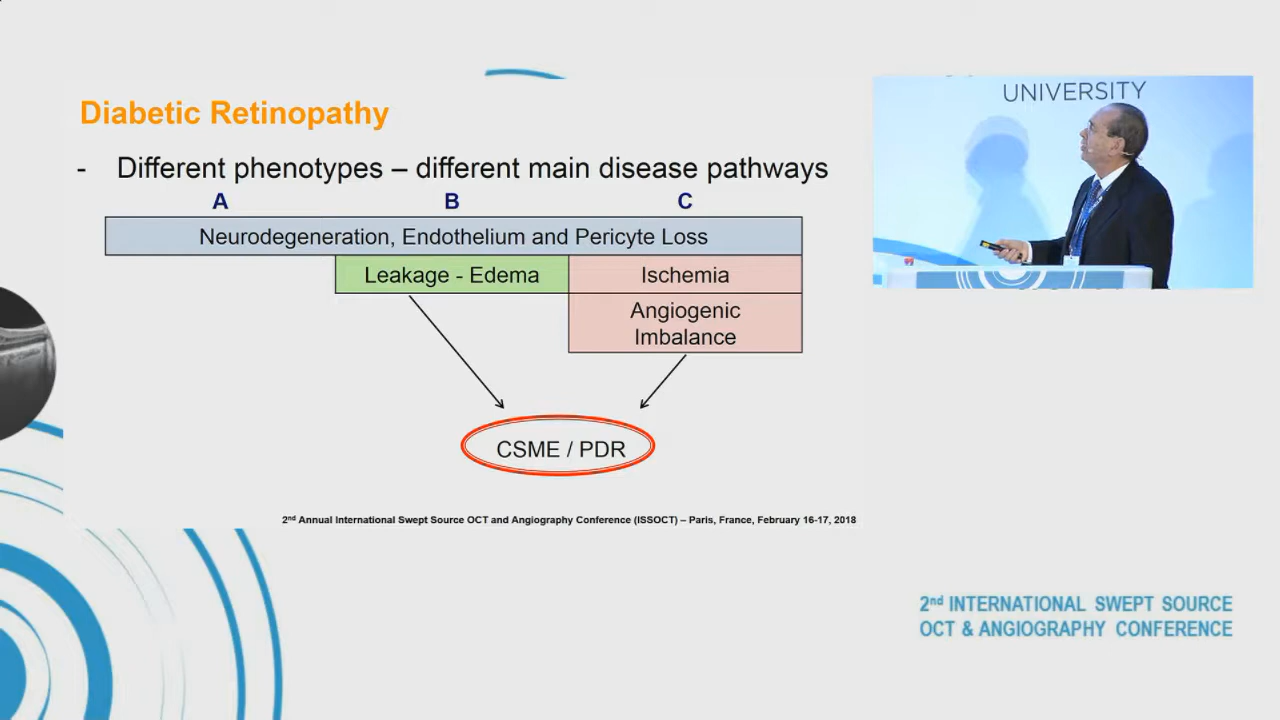 UNIVERSITY
Diabetic Retinopathy
- Different phenotypes – different main disease pathways
A B C
Neurodegeneration, Endothelium and Pericyte Loss
Leakage - Edema Ischemia
Angiogenic
Imbalance
CSME / PDR
2nd Annual International Swept Source OCT and Angiography Conference (ISSOCT) – Paris, France, February 16-17, 2018
2nd INTERNATIONAL SWEPT SOURCE
OCT & ANGIOGRAPHY CONFERENCE